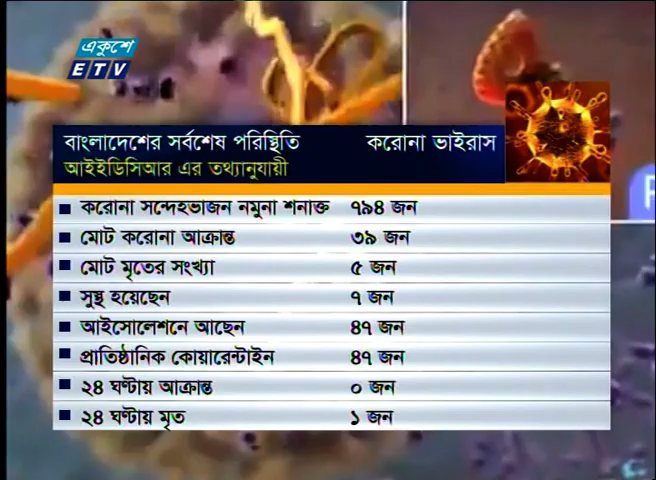 একুশে
ETV
বাংলাদেশের সর্বশেষ পরিস্থিতি করোনা ভাইরাস
আইইডিসিআর এর তথ্যানুযায়ী
করোনা সন্দেহভাজন নমুনা শনাক্ত ৭৯৪ জন
মোট করোনা আক্রান্ত ৩৯ জন
মোট মৃতের সংখ্যা ৫ জন
সুস্থ হয়েছেন ৭ জন
আইসোলেশনে আছেন ৪৭ জন
প্রাতিষ্ঠানিক কোয়ারেন্টাইন ৪৭ জন
২৪ ঘণ্টায় আক্রান্ত ০ জন
২৪ ঘণ্টায় মৃত ১ জন